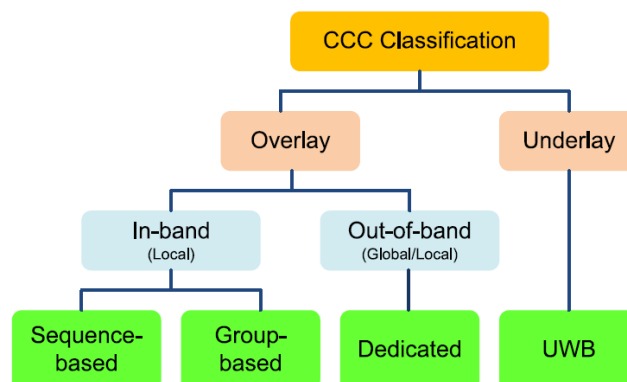 CCC Classification
Overlay
Underlay
In-band
(Local)
Out-of-band
(Global/Local)
Sequence-
based
Group-
based
Dedicated
UWB